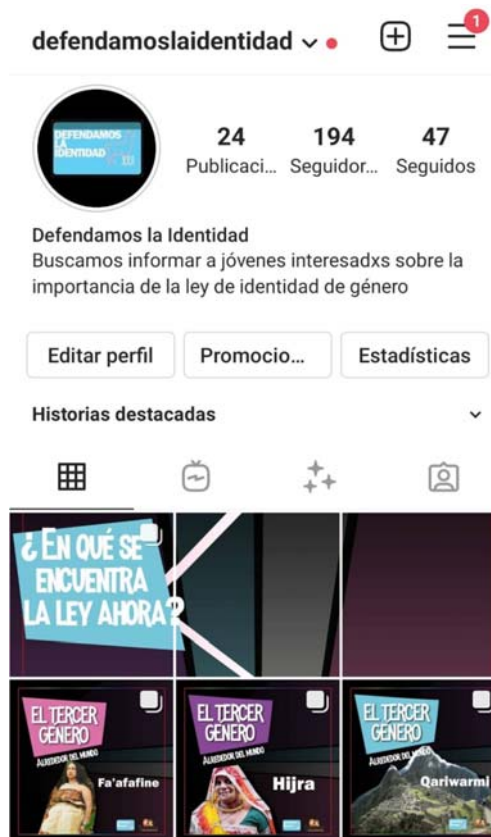 defendamoslaidentidad
1
DEFENDAMOS
LA
IDENTIDAD
24
194
47
Publicaci...
Seguidor...
Seguidos
Defendamos la Identidad
Buscamos informar a jóvenes interesadxs sobre la
importancia de la ley de identidad de género
Editar perfil
Promocio...
Estadísticas
Historias destacadas
¿EN QUÉ SE
ENCUENTRA
LA LEY AHORA?
EL TERCER
GÉNERO
ALREDEDOR DEL MUNDO
Fa'afafine
EL TERCER
GÉNERO
ALREDEDOR DEL MUNDO
Hijra
EL TERCER
GÉNERO
ALREDEDOR DEL MUNDO
Qariwarmi